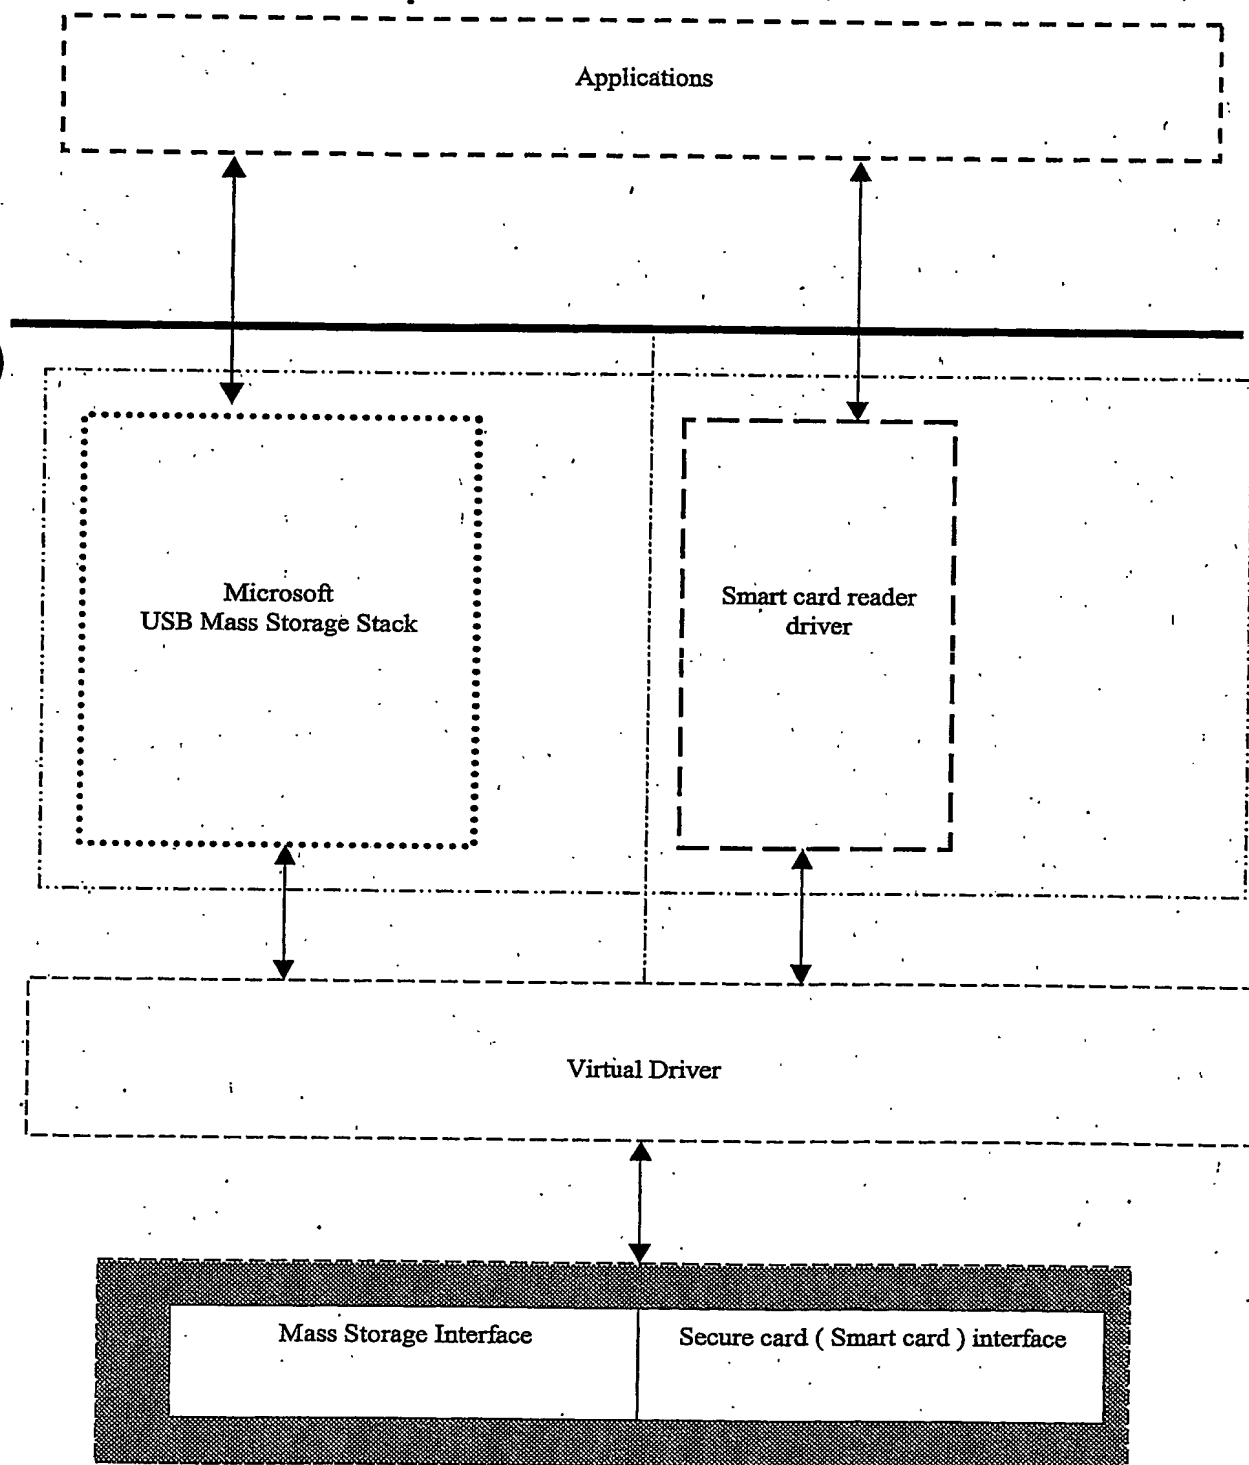 Applications
Microsoft
USB Mass Storage Stack
Smart card reader
driver
Virtual Driver
Mass Storage Interface
Secure card ( Smart card ) interface